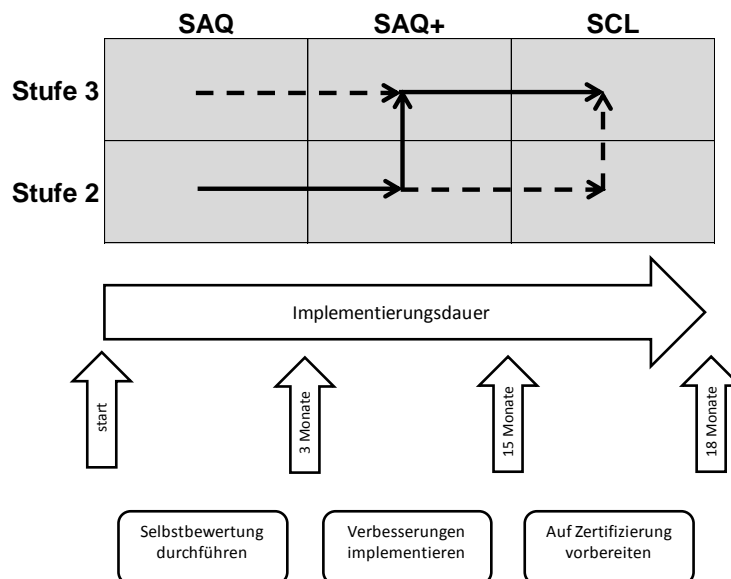 SAQ SAQ+ SCL
Stufe 3
Stufe 2
Implementierungsdauer
start
3 Monate
15 Monate
18 Monate
Selbstbewertung
durchführen
Verbesserungen
implementieren
Auf Zertifizierung
vorbereiten